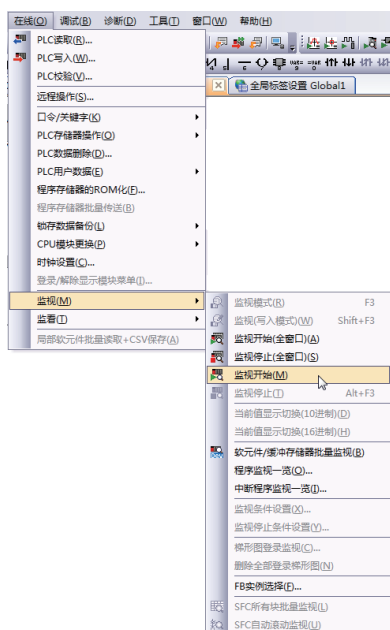 在线(O) 调试(B) 诊断(D) 工具(T) 窗口(W) 帮助(H)
PLC读取(R)...
PLC写入(W)...
PLC校验(V)...
远程操作(S)...
口令/关键字(K)
PLC存储器操作(O)
PLC数据删除(D)...
PLC用户数据(E)
程序存储器的ROM化(F)...
程序存储器批量传送(B)
锁存数据备份(L)
CPU模块更换(P)
时钟设置(C)...
登录/解除显示模块菜单(I)...
监视(M)
监看(T)
局部软元件批量读取+CSV保存(A)
全局标签设置 Global1
监视模式(R) F3
监视(写入模式)(W) Shift+F3
监视开始(全窗口)(A)
监视停止(全窗口)(S)
监视开始(M)
监视停止(T) Alt+F3
当前值显示切换(10进制)(D)
当前值显示切换(16进制)(H)
软元件/缓冲存储器批量监视(B)
程序监视一览(O)...
中断程序监视一览(I)...
监视条件设置(X)...
监视停止条件设置(Y)...
梯形图登录监视(C)...
删除全部登录梯形图(N)
FB实例选择(F)...
SFC所有块批量监视(L)
SFC自动滚动监视(U)